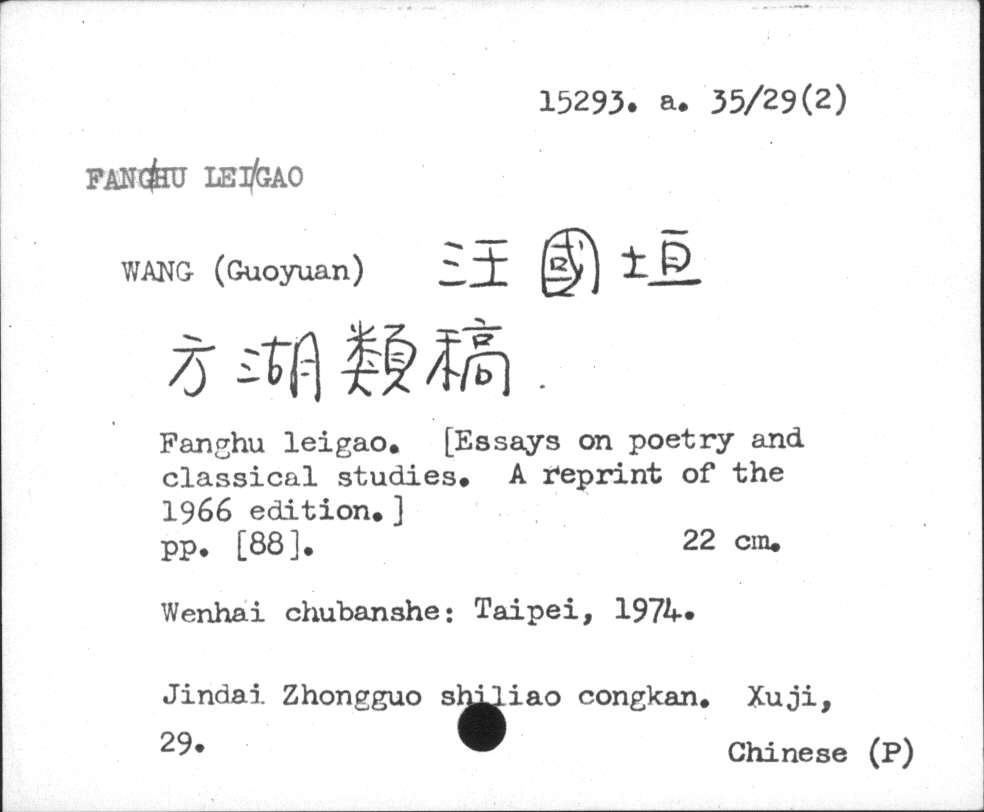 15293. a. 35/29(2)
FANGHU LEI/GAO
WANG (Guoyuan) 汪國垣
方湖類稿.
Fanghu leigao. [Essays on poetry and
classical studies. A reprint of the
1966 edition.]
pp. [88]. 22 cm.
Wenhai chubanshe: Taipei, 1974.
Jindai Zhongguo shiliao congkan. Xuji,
29.
Chinese (P)